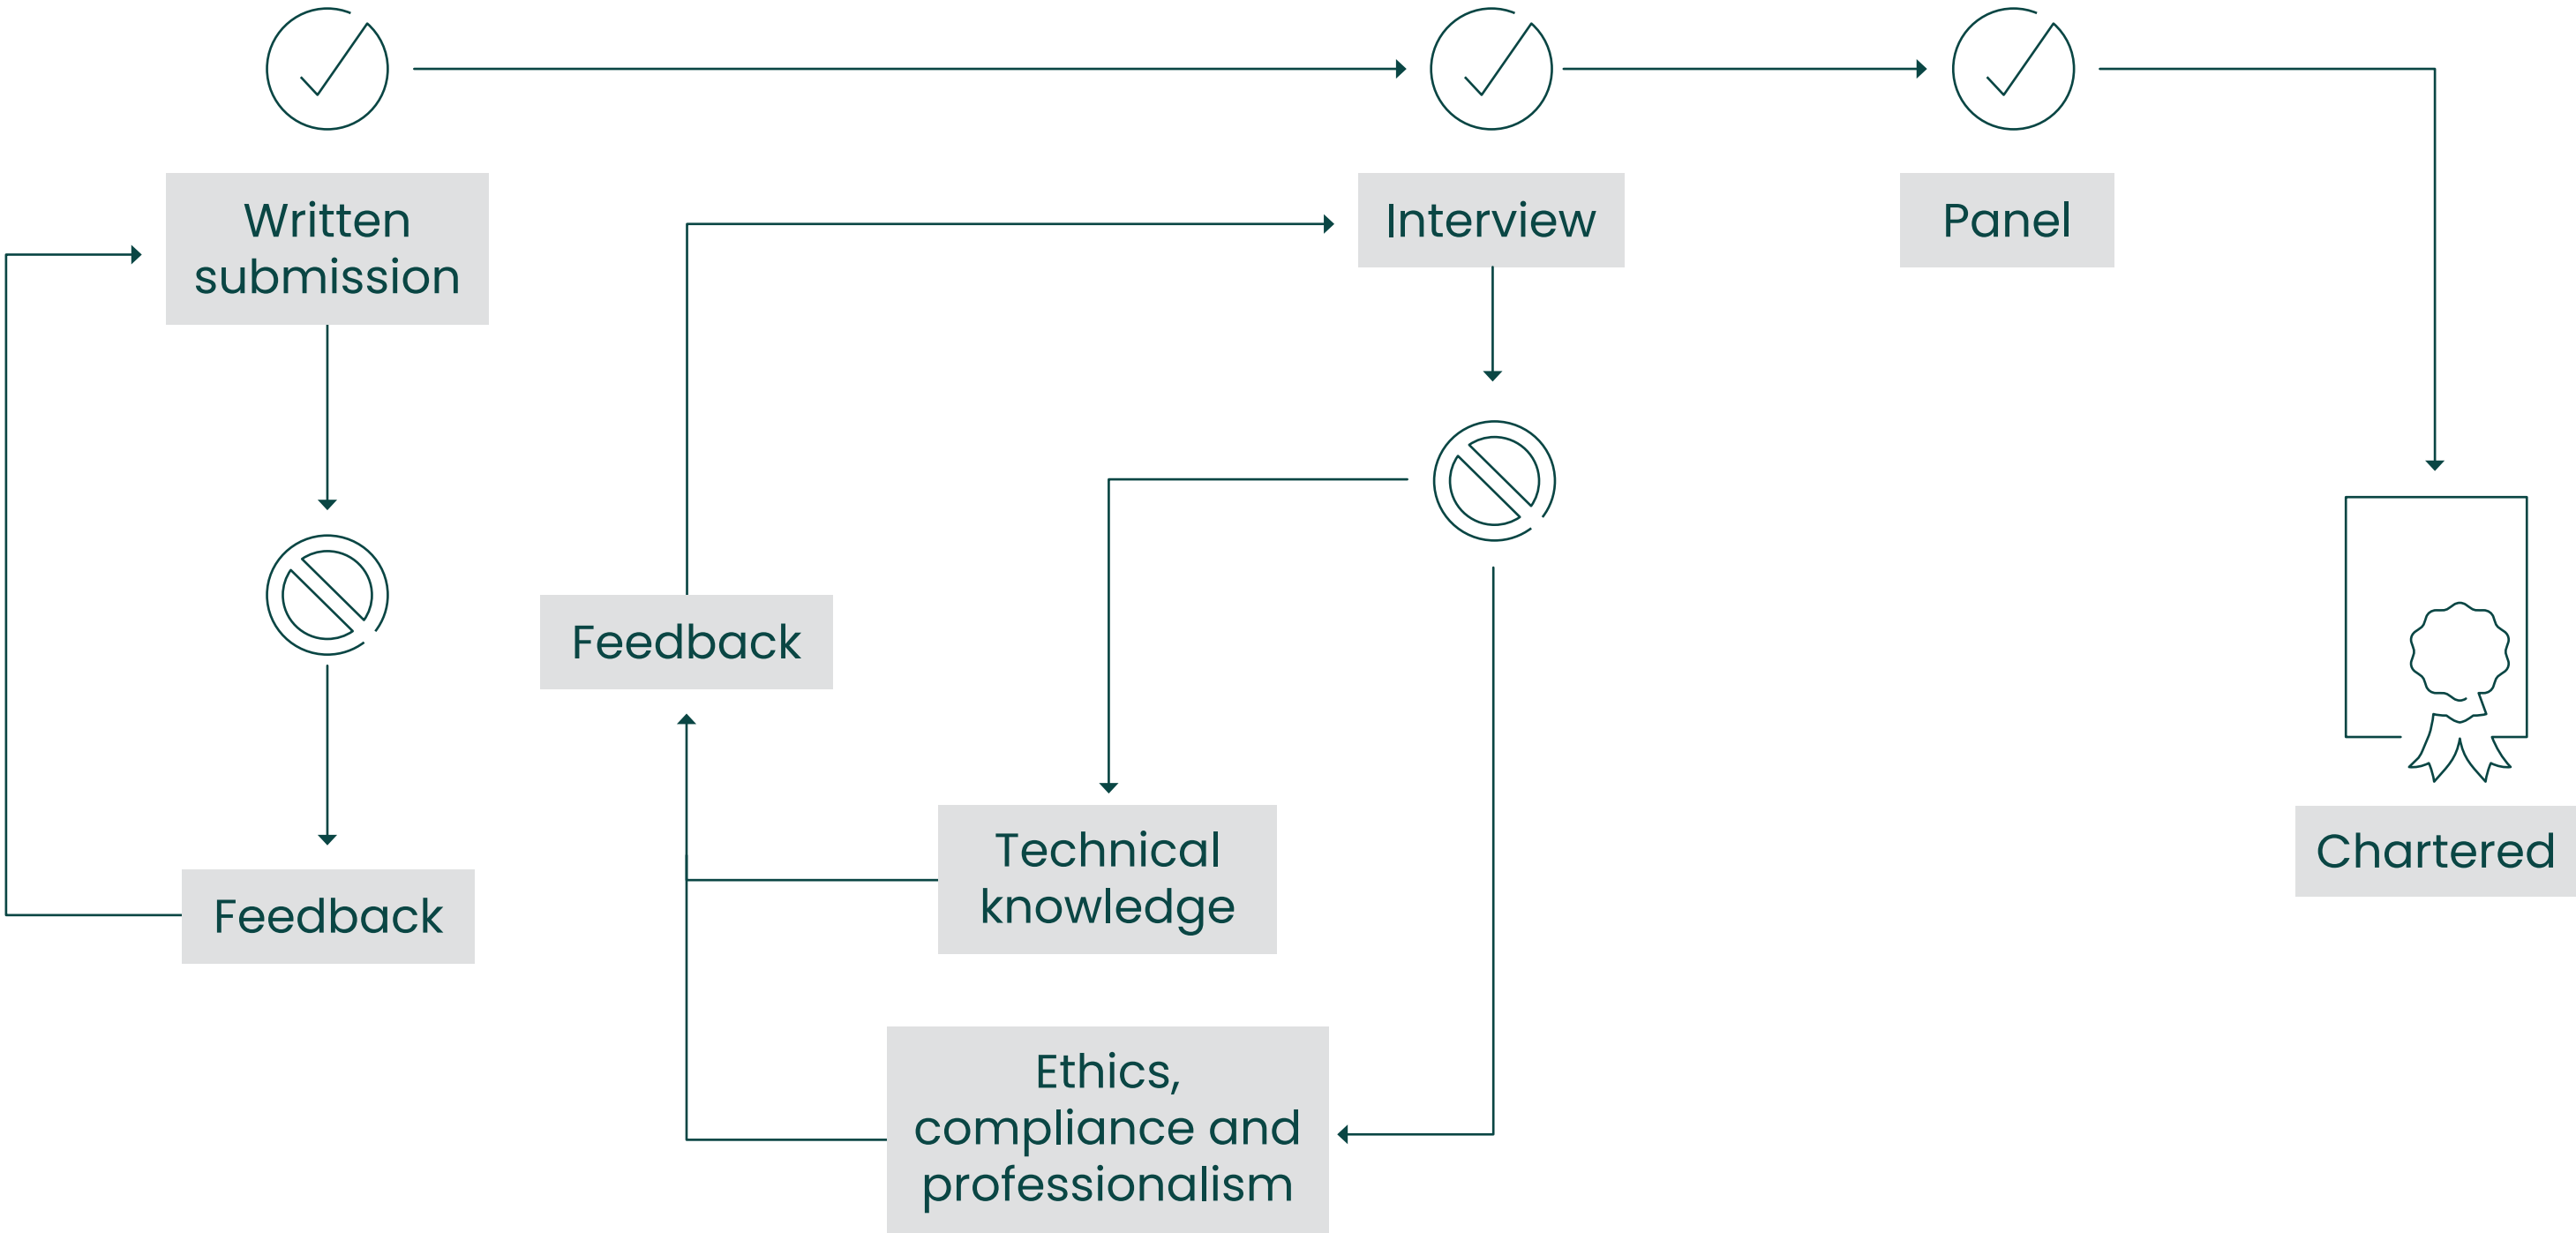 Written
submission
Interview
Panel
Feedback
Technical
knowledge
Chartered
Feedback
Ethics,
compliance and
professionalism